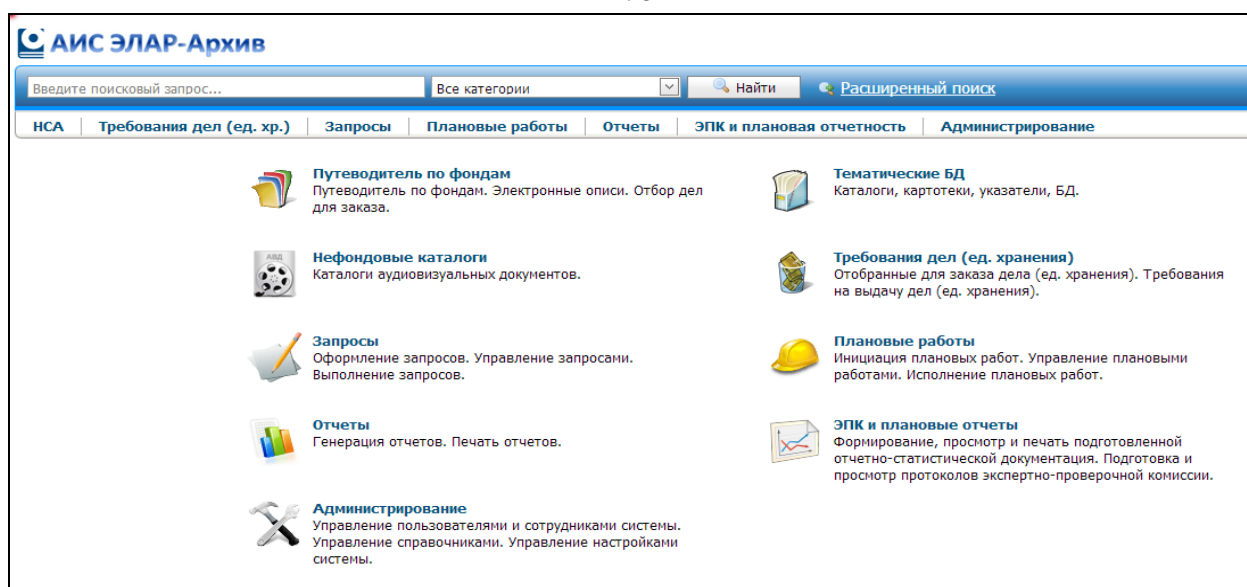 АИС ЭЛАР-Архив
Введите поисковый запрос...
Все категории
Найти
Расширенный поиск
НСА
Требования дел (ед. хр.)
Запросы
Плановые работы
Отчеты
ЭПК и плановая отчетность
Администрирование
Путеводитель по фондам
Путеводитель по фондам. Электронные описи. Отбор дел
для заказа.
Тематические БД
Каталоги, картотеки, указатели, БД.
АВД
Нефондовые каталоги
Каталоги аудиовизуальных документов.
Требования дел (ед. хранения)
Отобранные для заказа дела (ед. хранения). Требования
на выдачу дел (ед. хранения).
Запросы
Оформление запросов. Управление запросами.
Выполнение запросов.
Плановые работы
Инициация плановых работ. Управление плановыми
работами. Исполнение плановых работ.
Отчеты
Генерация отчетов. Печать отчетов.
ЭПК и плановые отчеты
Формирование, просмотр и печать подготовленной
отчетно-статистической документация. Подготовка и
просмотр протоколов экспертно-проверочной комиссии.
Администрирование
Управление пользователями и сотрудниками системы.
Управление справочниками. Управление настройками
системы.